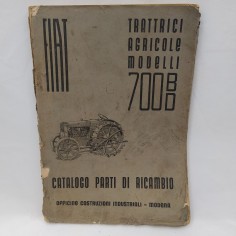 FIAT
TRATTRICI
AGRICOLE
MODELLI
700 B
D
CATALOGO PARTI DI RICAMBIO
OFFICINE COSTRUZIONI INDUSTRIALI - MODENA